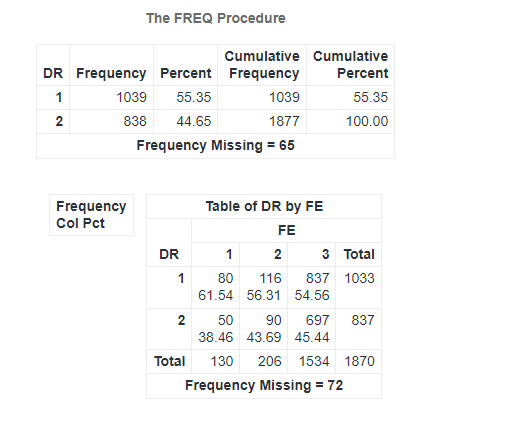 The FREQ Procedure
Cumulative Cumulative
DR Frequency Percent Frequency Percent
1 1039 55.35 1039 55.35
2 838 44.65 1877 100.00
Frequency Missing = 65
Frequency
Col Pct
Table of DR by FE
FE
DR 1 2 3 Total
1 80 116 837 1033
61.54 56.31 54.56
2 50 90 697 837
38.46 43.69 45.44
Total 130 206 1534 1870
Frequency Missing = 72